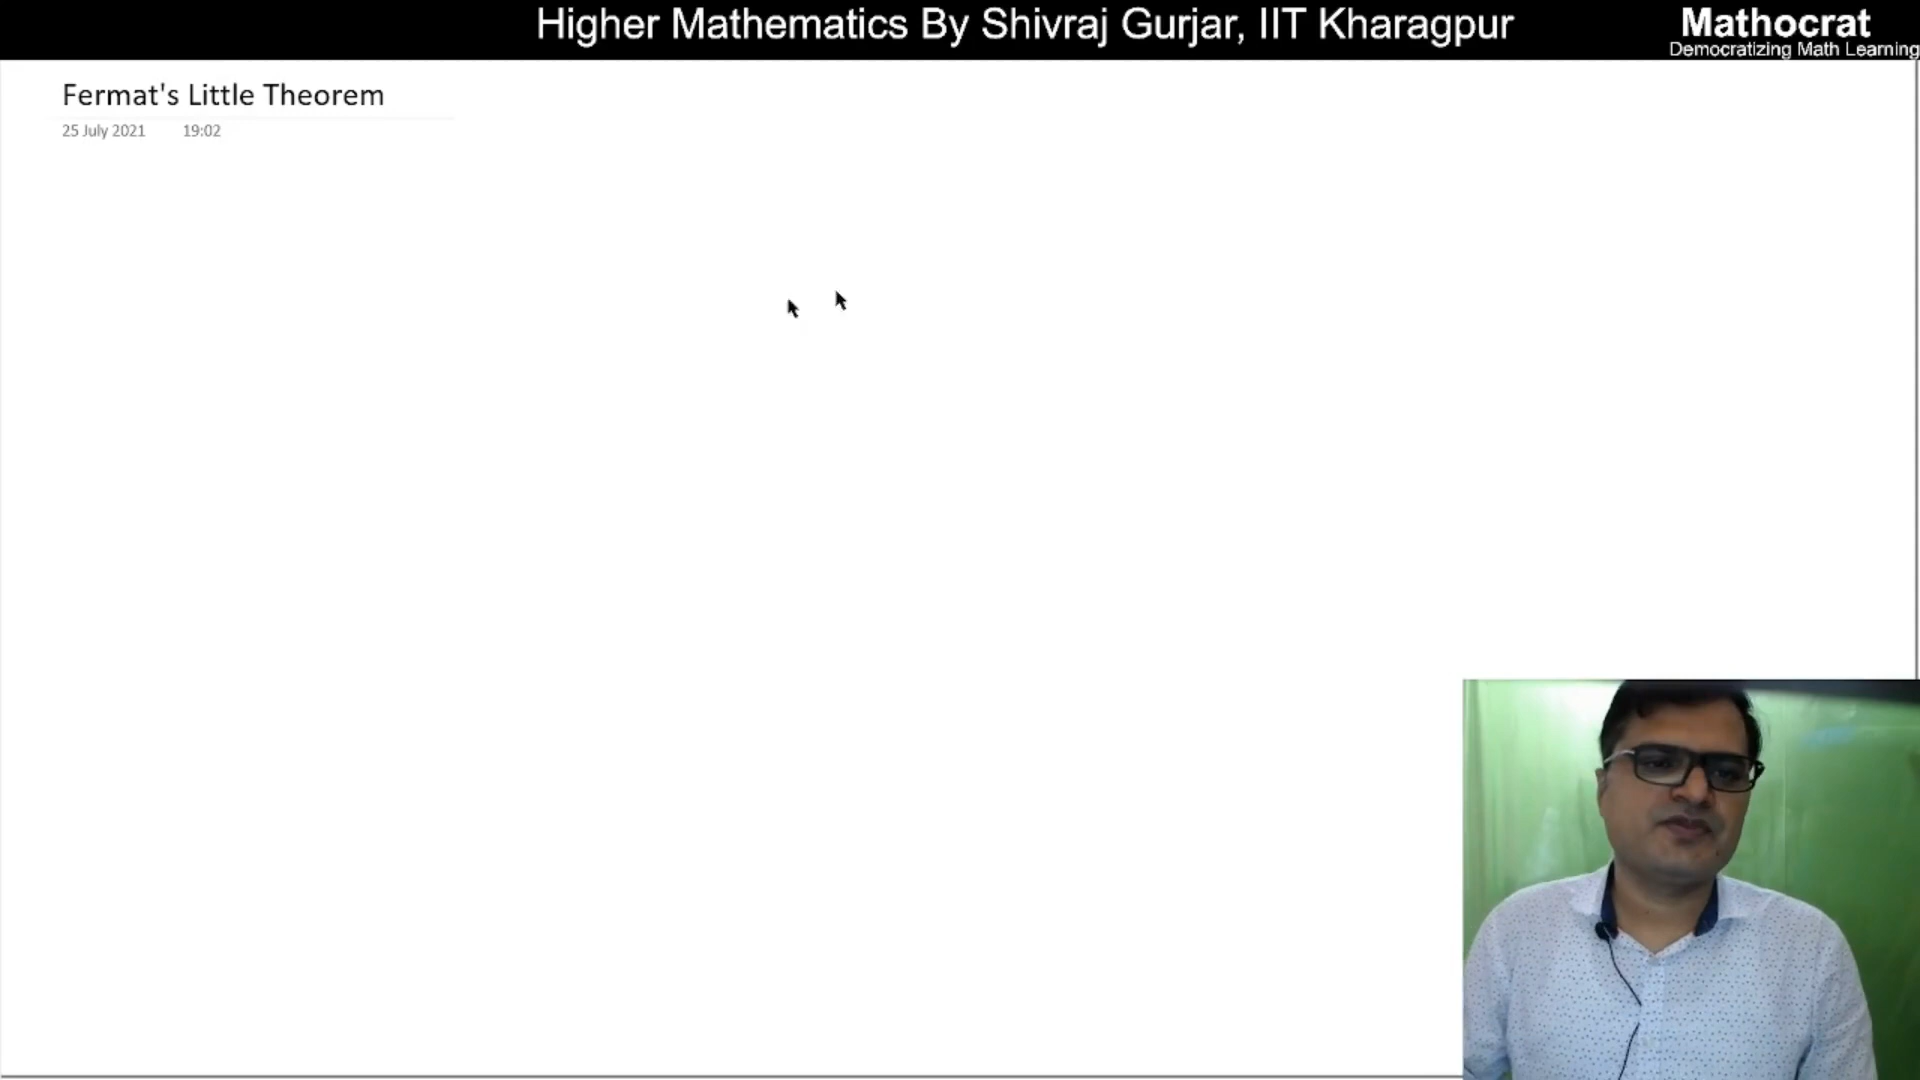 Higher Mathematics By Shivraj Gurjar, IIT Kharagpur
Mathocrat
Democratizing Math Learning
Fermat's Little Theorem
25 July 2021 19:02